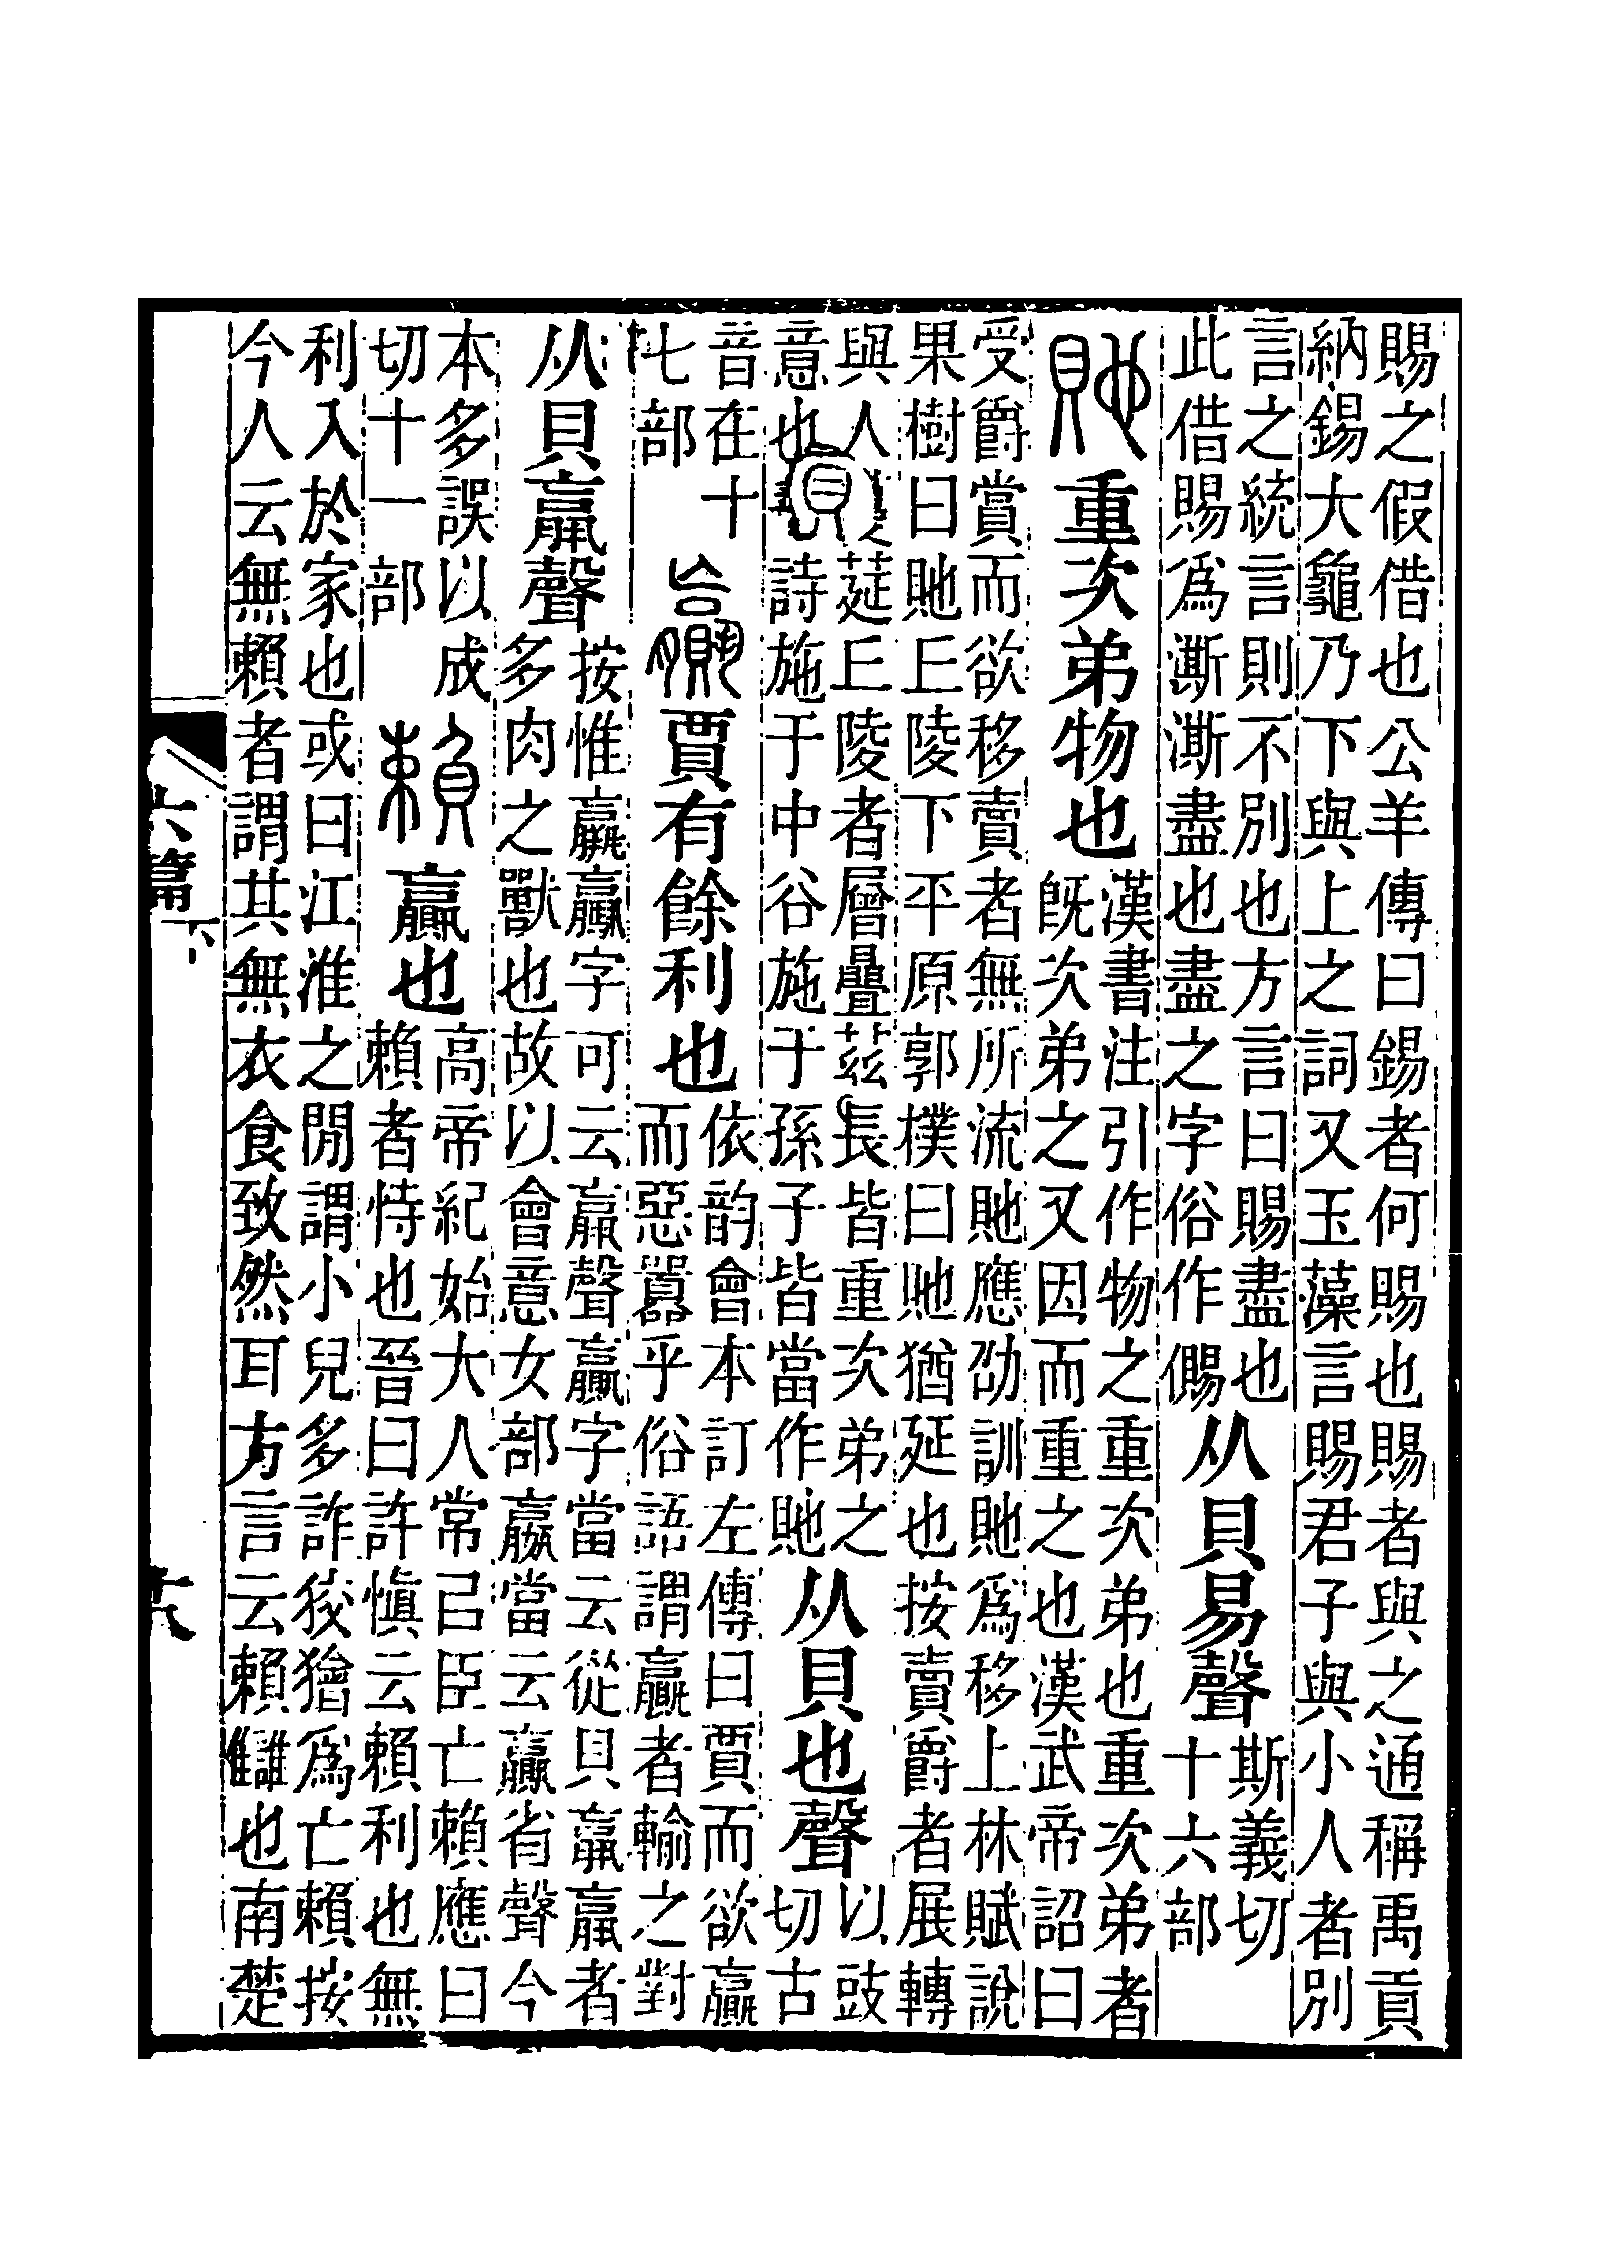 賜之假借也公羊傳曰錫者何賜也賜者與之通稱禹貢
納錫大龜乃下與上之詞又玉藻言賜君子與小人者別
言之統言則不別也方言曰賜盡也
此借賜爲澌澌盡也盡之字俗作儩
从貝易聲
斯義切
十六部
貤
重次弟物也
漢書注引作物之重次弟也重次弟者
旣次弟之又因而重之也漢武帝詔曰
受爵賞而欲移賣者無所流貤應劭訓貤爲移上林賦說
果樹曰貤丘陵下平原郭樸曰貤猶延也按賣爵者展轉
與人
莚丘陵者層疊茲長皆重次弟之
意也
詩施于中谷施于孫子皆當作貤
从貝也聲
以豉
切古
音在十
七部
贏
賈有餘利也
依韵會本訂左傳曰賈而欲贏
而惡嚻乎俗語謂贏者輸之對
从貝𣎆聲
按惟羸𦣄字可云𣎆聲贏字當云從貝𣎆𣎆者
多肉之獸也故以會意女部嬴當云贏省聲今
本多誤以成
切十一部
賴
贏也
高帝紀始大人常㠯臣亡賴應曰
賴者恃也晉曰許愼云賴利也無
利入於家也或曰江淮之閒謂小兒多詐狡獪爲亡賴按
今人云無賴者謂其無衣食致然耳方言云賴讎也南楚
六篇下
十八